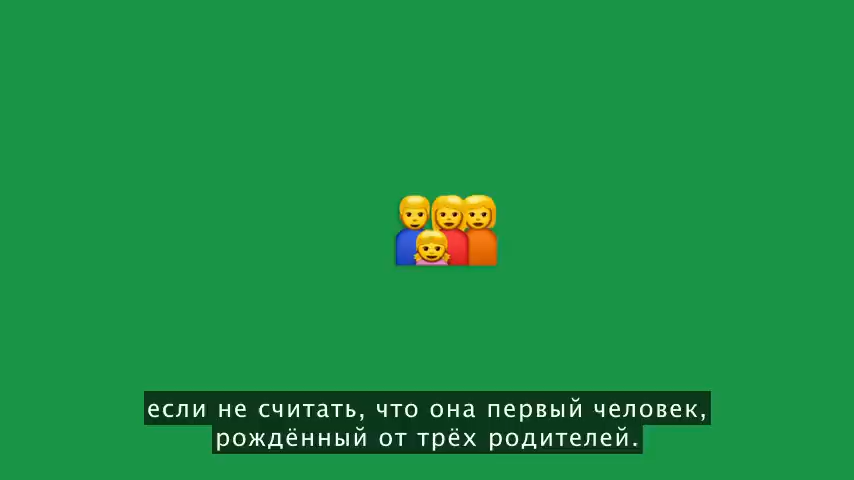 если не считать, что она первый человек,
рождённый от трёх родителей.